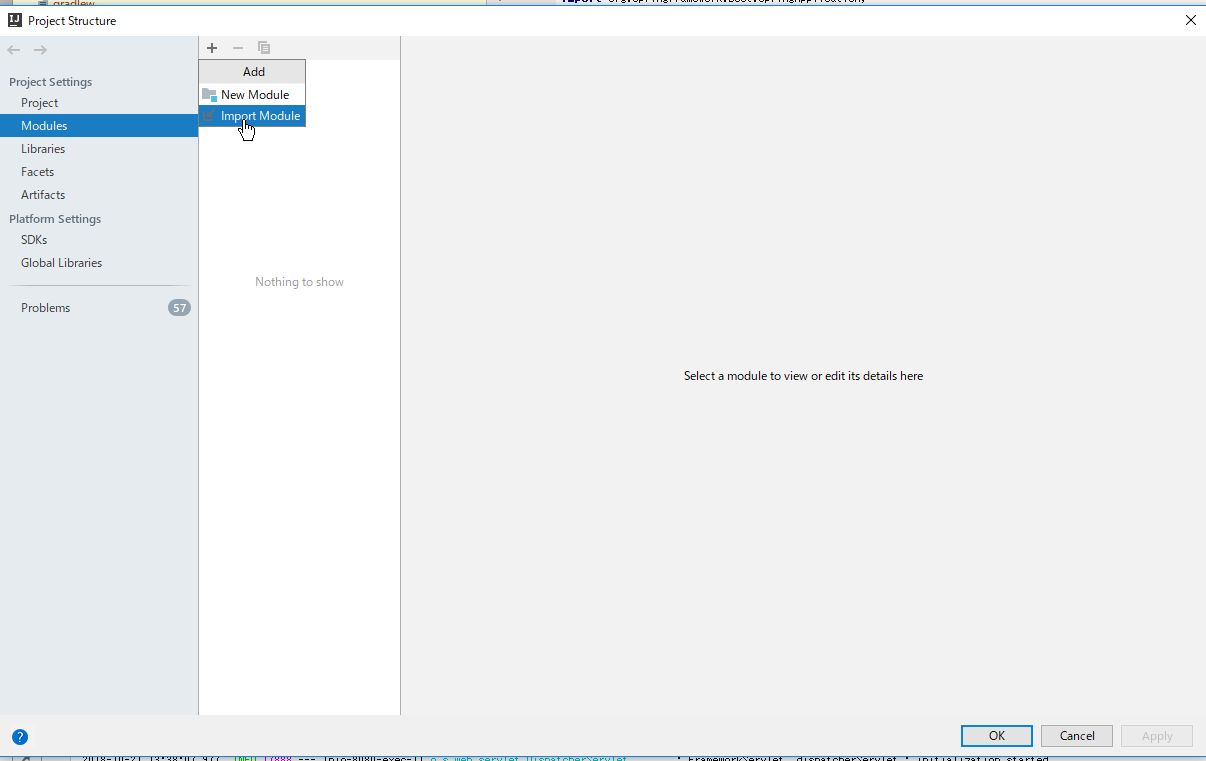 gradlew
Project Structure
Add
New Module
Import Module
Project Settings
Project
Modules
Libraries
Facets
Artifacts
Platform Settings
SDKs
Global Libraries
Problems
57
Nothing to show
Select a module to view or edit its details here
?
OK
Cancel
Apply